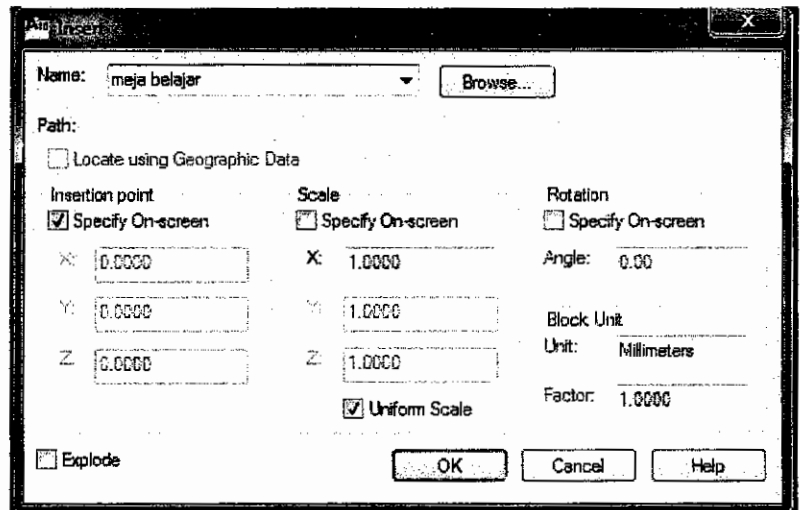 Insert
Name: meja belajar Browse...
Path:
Locate using Geographic Data
Insertion point Scale Rotation
Specify On-screen Specify On-screen Specify On-screen
X: 0.0000 X: 1.0000 Angle: 0.00
Y: 0.0000 Y: 1.0000 Block Unit
Z: 0.0000 Z: 1.0000 Unit: Millimeters
Uniform Scale Factor: 1.0000
Explode OK Cancel Help